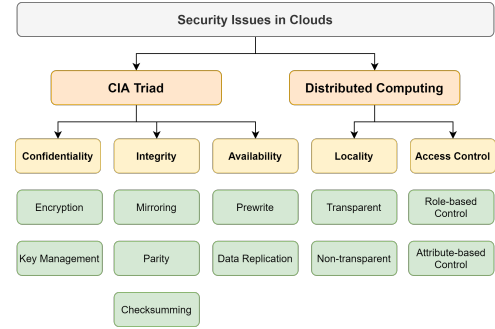 Security Issues in Clouds
CIA Triad
Distributed Computing
Confidentiality
Integrity
Availability
Locality
Access Control
Encryption
Mirroring
Prewrite
Transparent
Role-based
Control
Key Management
Parity
Data Replication
Non-transparent
Attribute-based
Control
Checksumming